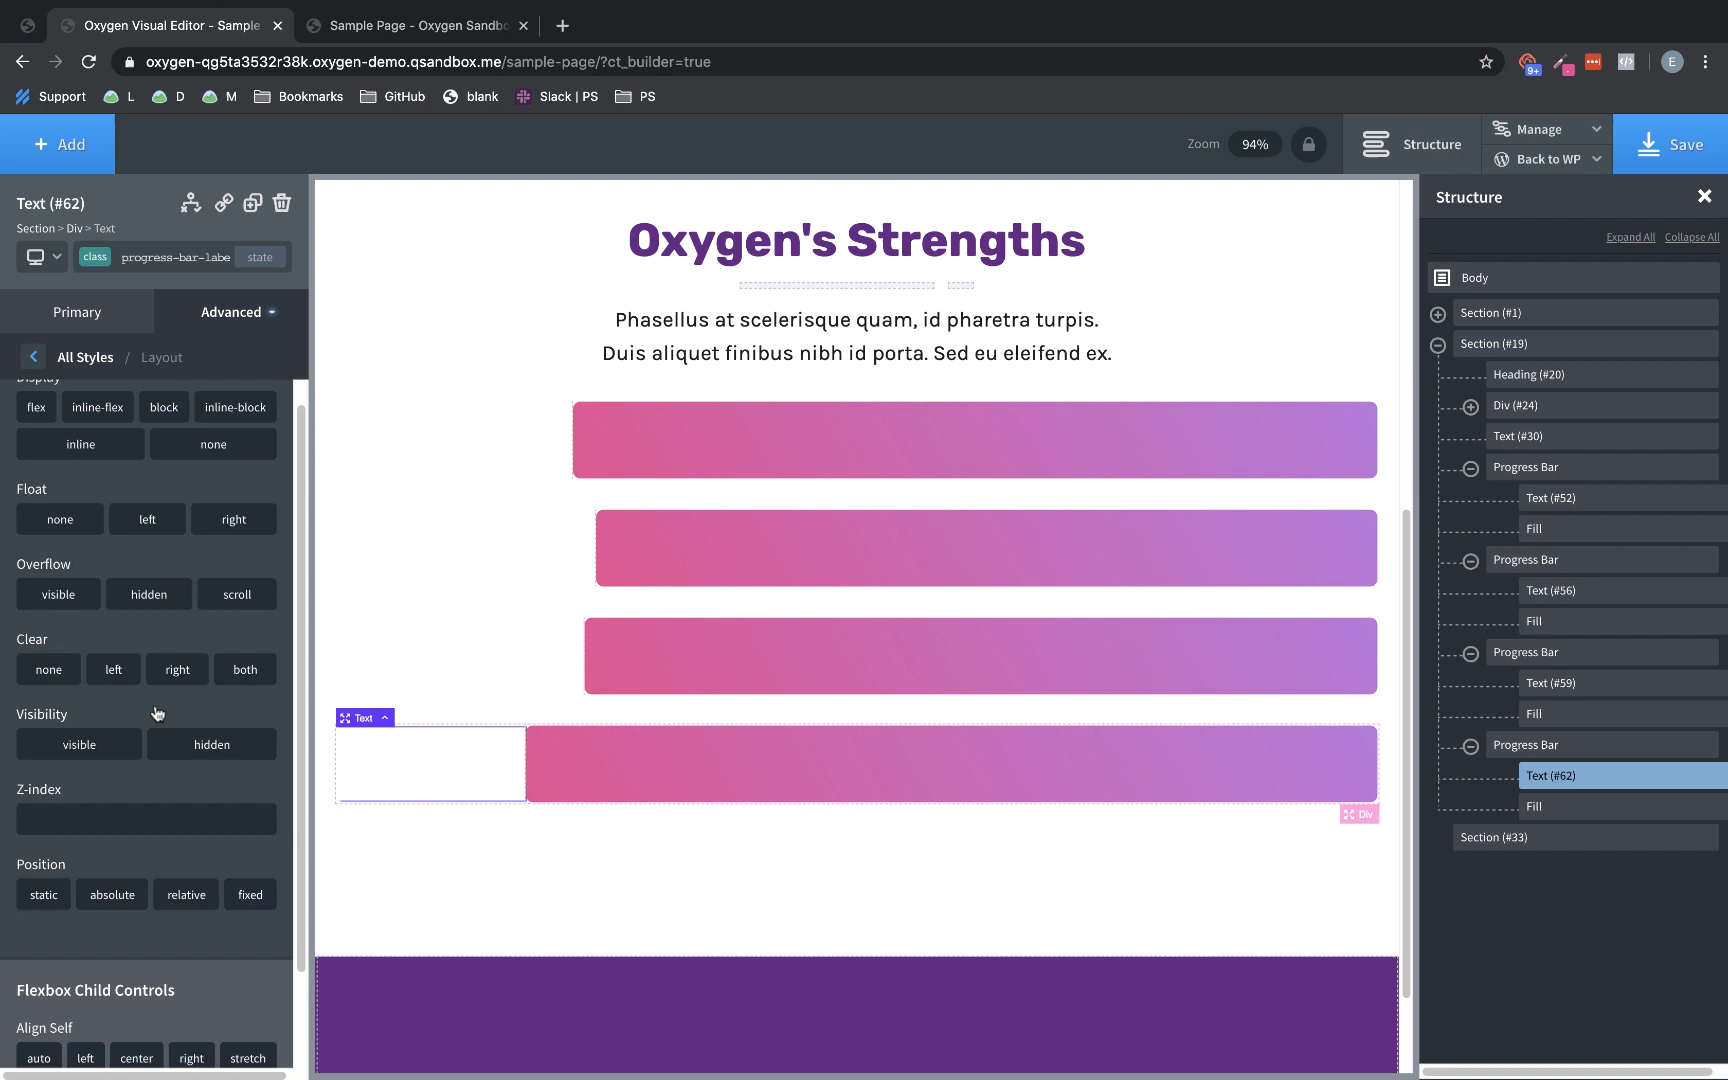 Oxygen Visual Editor - Sample
Sample Page - Oxygen Sandbo
oxygen-qg5ta3532r38k.oxygen-demo.qsandbox.me/sample-page/?ct_builder=true
9+
E
Support
L
D
M
Bookmarks
GitHub
blank
Slack | PS
PS
+ Add
Zoom
94%
Structure
Manage
Back to WP
Save
Text (#62)
Section > Div > Text
class
progress-bar-labe
state
Primary
Advanced
All Styles / Layout
Display
flex
inline-flex
block
inline-block
inline
none
Float
none
left
right
Overflow
visible
hidden
scroll
Clear
none
left
right
both
Visibility
visible
hidden
Z-index
Position
static
absolute
relative
fixed
Flexbox Child Controls
Align Self
auto
left
center
right
stretch
Oxygen's Strengths
Phasellus at scelerisque quam, id pharetra turpis.
Duis aliquet finibus nibh id porta. Sed eu eleifend ex.
Text
Div
Structure
Expand All
Collapse All
Body
Section (#1)
Section (#19)
Heading (#20)
Div (#24)
Text (#30)
Progress Bar
Text (#52)
Fill
Progress Bar
Text (#56)
Fill
Progress Bar
Text (#59)
Fill
Progress Bar
Text (#62)
Fill
Section (#33)